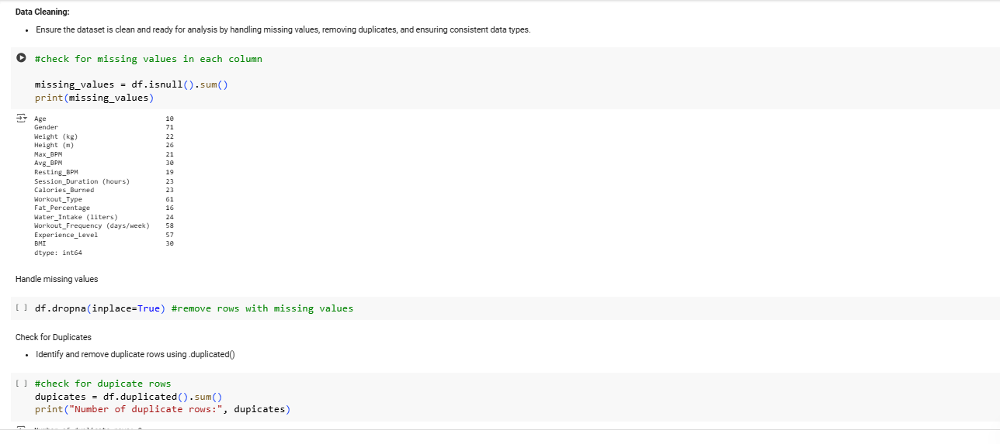 Data Cleaning:
• Ensure the dataset is clean and ready for analysis by handling missing values, removing duplicates, and ensuring consistent data types.
#check for missing values in each column
missing_values = df.isnull().sum()
print(missing_values)
Age 10
Gender 71
Weight (kg) 22
Height (m) 26
Max_BPM 21
Avg_BPM 30
Resting_BPM 19
Session_Duration (hours) 23
Calories_Burned 23
Workout_Type 61
Fat_Percentage 16
Water_Intake (liters) 24
Workout_Frequency (days/week) 58
Experience_Level 57
BMI 30
dtype: int64
Handle missing values
[ ] df.dropna(inplace=True) #remove rows with missing values
Check for Duplicates
• Identify and remove duplicate rows using .duplicated()
[ ] #check for dupicate rows
dupicates = df.duplicated().sum()
print("Number of duplicate rows:", dupicates)